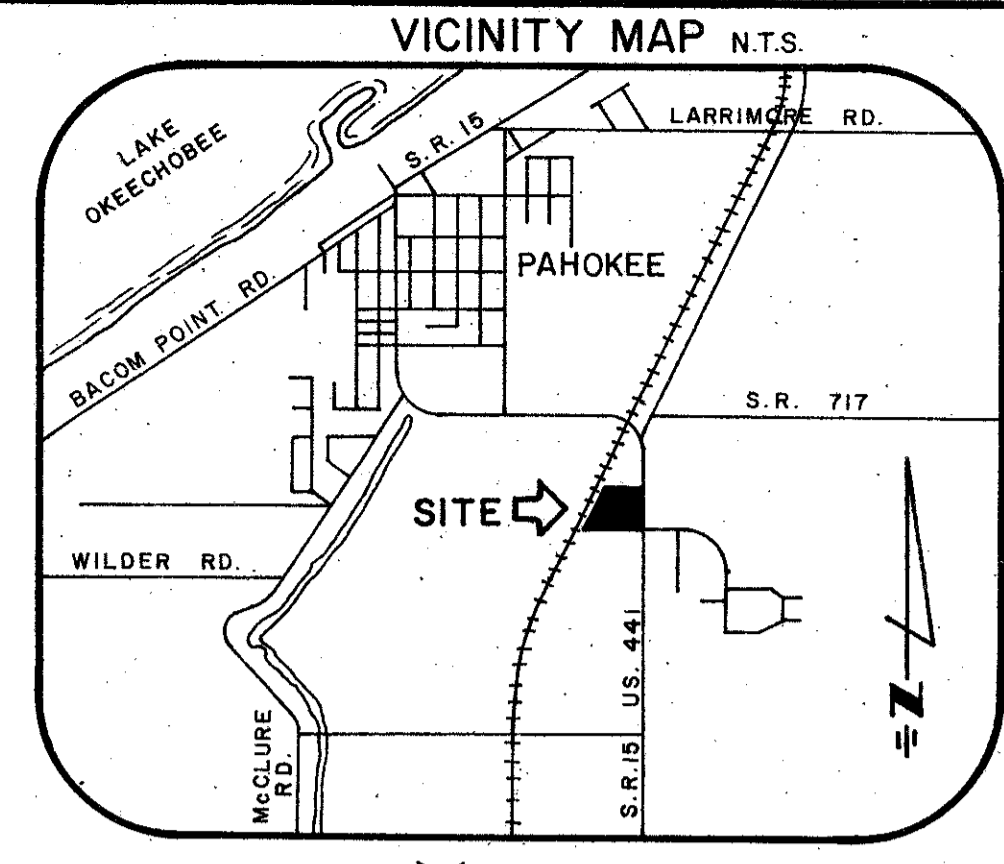 VICINITY MAP N.T.S.
LAKE
OKEECHOBEE
S. R. 15
LARRIMORE RD.
PAHOKEE
BACOM POINT RD.
S.R. 717
SITE
WILDER RD.
McCLURE
RD.
S.R.15 US. 441
N